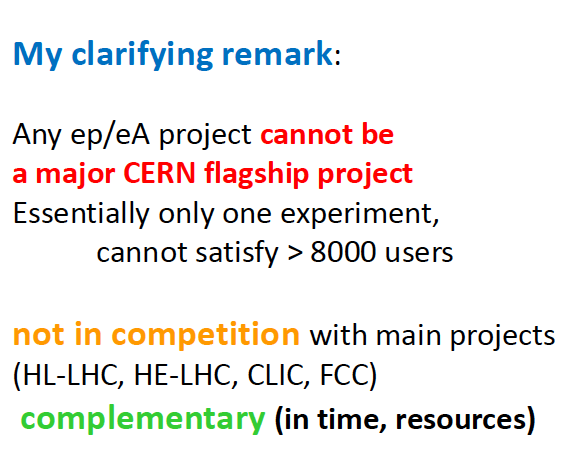 My clarifying remark:
Any ep/eA project cannot be
a major CERN flagship project
Essentially only one experiment,
cannot satisfy > 8000 users
not in competition with main projects
(HL-LHC, HE-LHC, CLIC, FCC)
complementary (in time, resources)